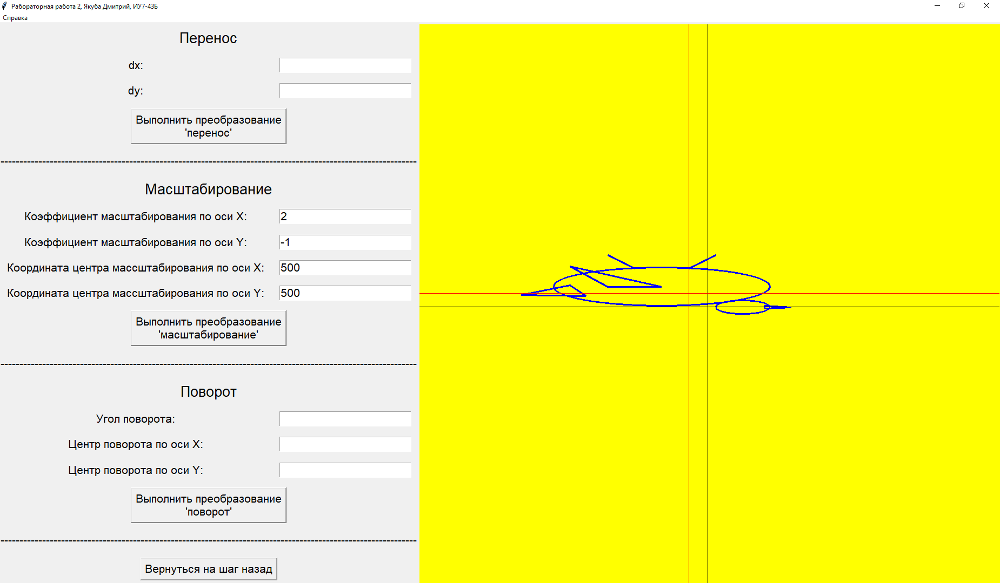 Рабораторная работа 2, Якуба Дмитрий, ИУ7-43Б
Справка
Перенос
dx:
dy:
Выполнить преобразование
'перенос'
Масштабирование
Коэффициент масштабирования по оси X:
2
Коэффициент масштабирования по оси Y:
-1
Координата центра массштабирования по оси X:
500
Координата центра массштабирования по оси Y:
500
Выполнить преобразование
'масштабирование'
Поворот
Угол поворота:
Центр поворота по оси X:
Центр поворота по оси Y:
Выполнить преобразование
'поворот'
Вернуться на шаг назад